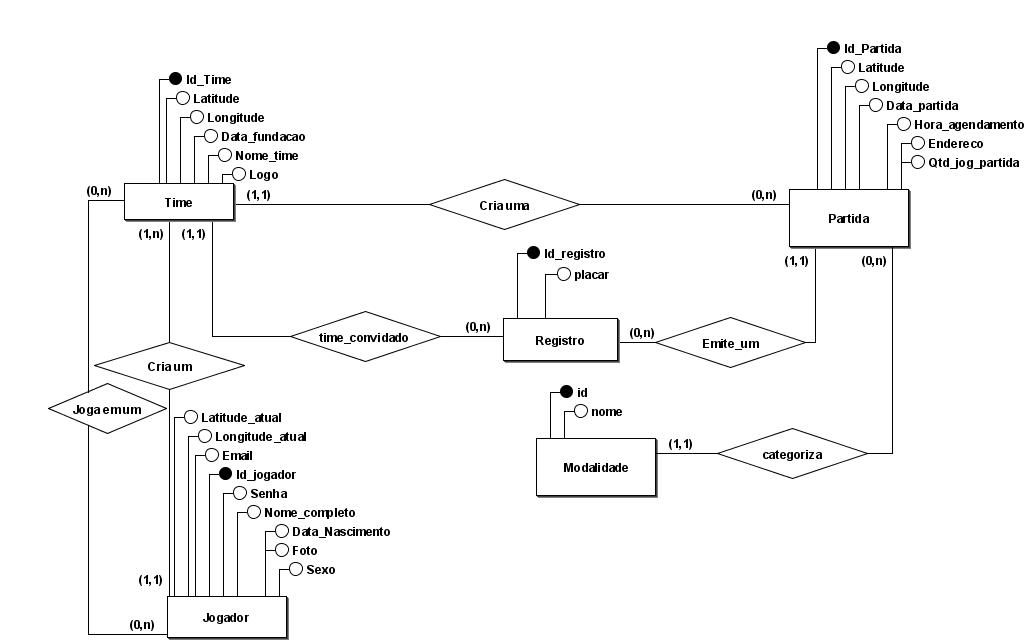 Id_Partida
Latitude
Longitude
Data_partida
Hora_agendamento
Endereco
Qtd_jog_partida
Id_Time
Latitude
Longitude
Data_fundacao
Nome_time
Logo
(0,n)
Time
(1,1)
Cria uma
(0,n)
Partida
(1,n)
(1,1)
(1,1)
(0,n)
Id_registro
placar
time_convidado
(0,n)
Registro
(0,n)
Emite_um
Cria um
Joga em um
id
nome
Modalidade
(1,1)
categoriza
Latitude_atual
Longitude_atual
Email
Id_jogador
Senha
Nome_completo
Data_Nascimento
Foto
Sexo
(1,1)
(0,n)
Jogador